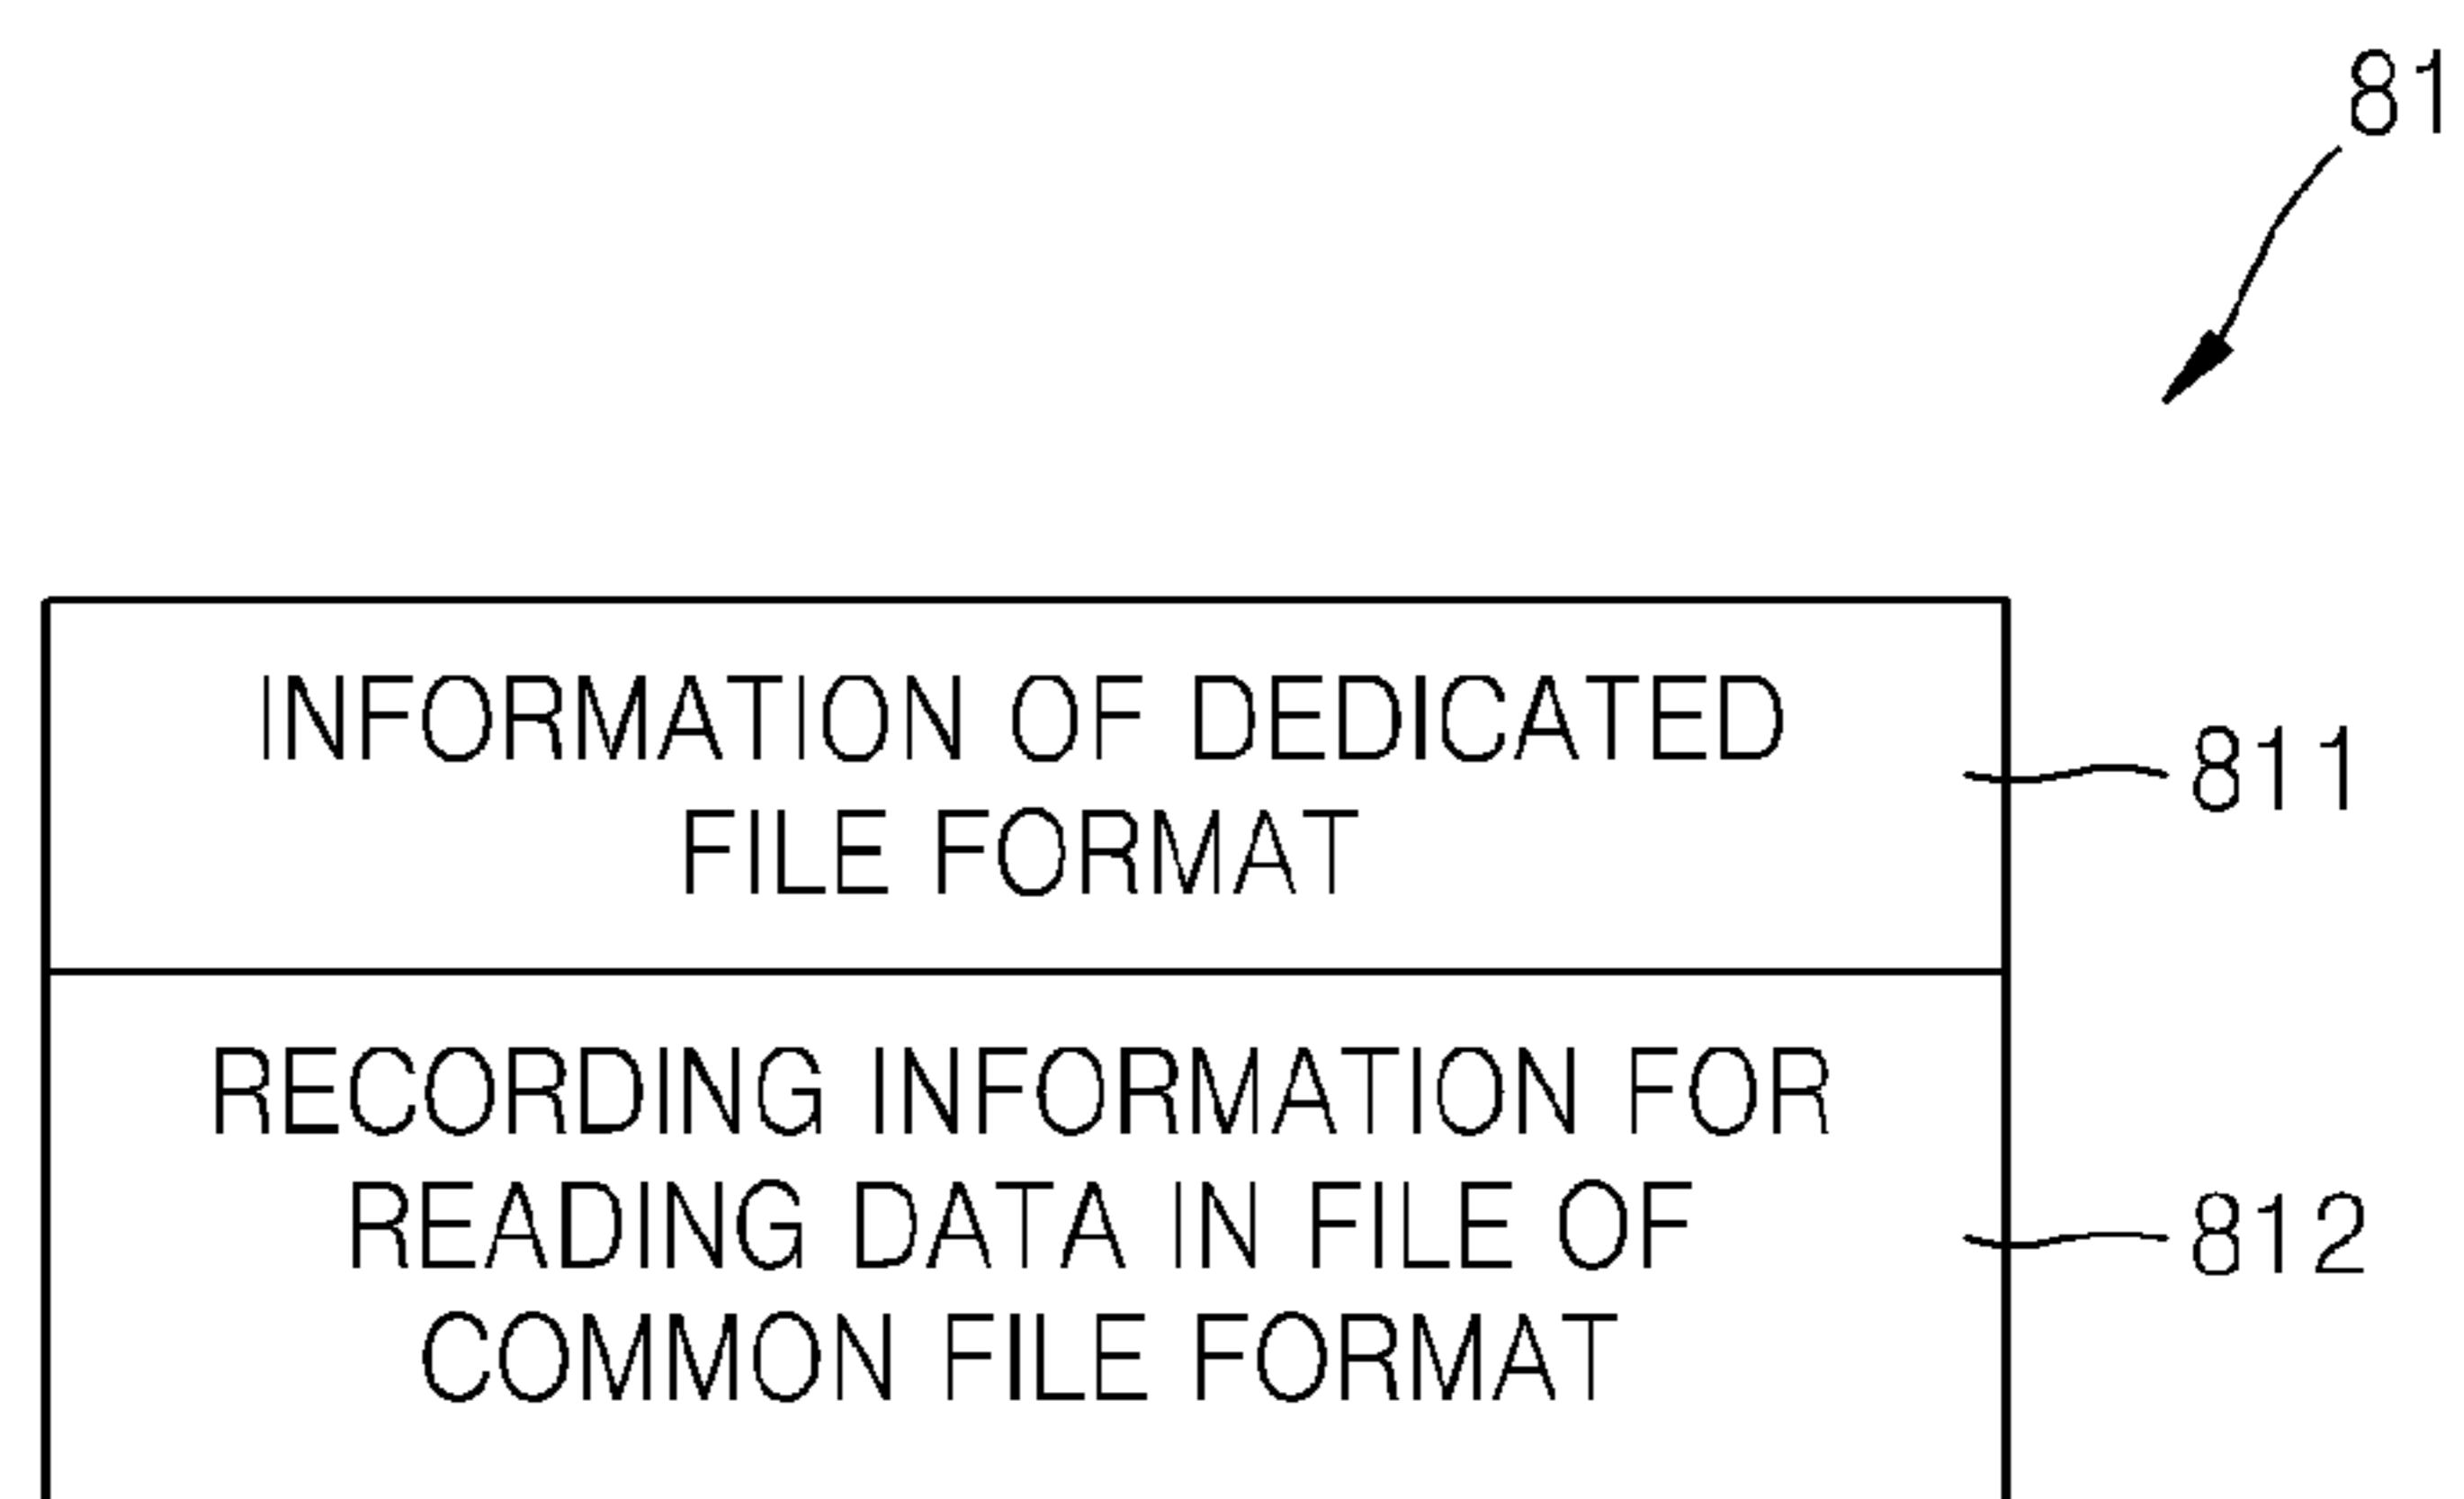 81
INFORMATION OF DEDICATED
FILE FORMAT
811
RECORDING INFORMATION FOR
READING DATA IN FILE OF
COMMON FILE FORMAT
812